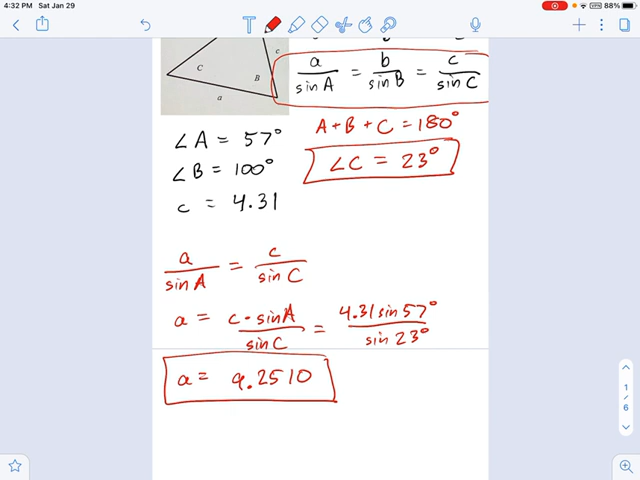 4:32 PM Sat Jan 29
88%
c
C
B
a
a/sin A = b/sin B = c/sin C
A + B + C = 180°
∠C = 23°
∠A = 57°
∠B = 100°
c = 4.31
a/sin A = c/sin C
a = c · sin A/sin C = 4.31 sin 57°/sin 23°
a = 9.2510
1
/
6